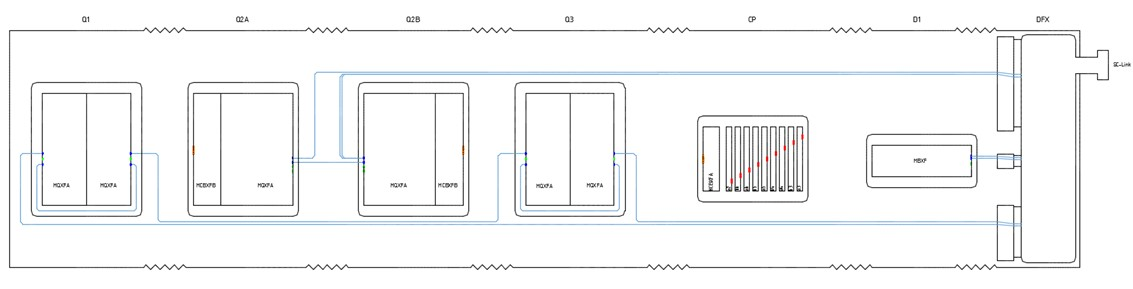 Q1 Q2A Q2B Q3 CP D1 DFX
SC-Link
MBXF
MQXFA MQXFA MCBXFB MQXFA MQXFA MCBXFB MQXFA MQXFA
MCBXFA